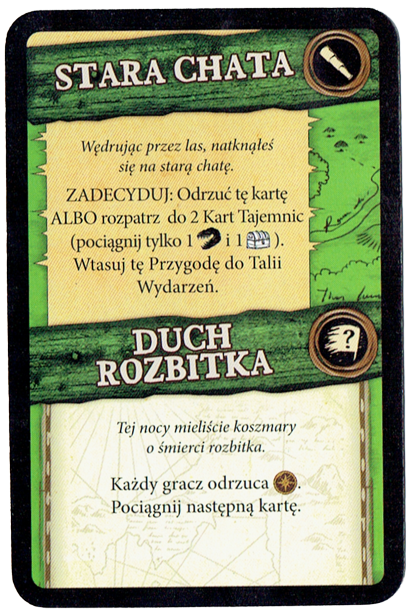 STARA CHATA
Wędrując przez las, natknąłeś
się na starą chatę.
ZADECYDUJ: Odrzuć tę kartę
ALBO rozpatrz do 2 Kart Tajemnic
(pociągnij tylko 1 i 1 ).
Wtasuj tę Przygodę do Talii
Wydarzeń.
DUCH
ROZBITKA
?
Tej nocy mieliście koszmary
o śmierci rozbitka.
Każdy gracz odrzuca .
Pociągnij następną kartę.